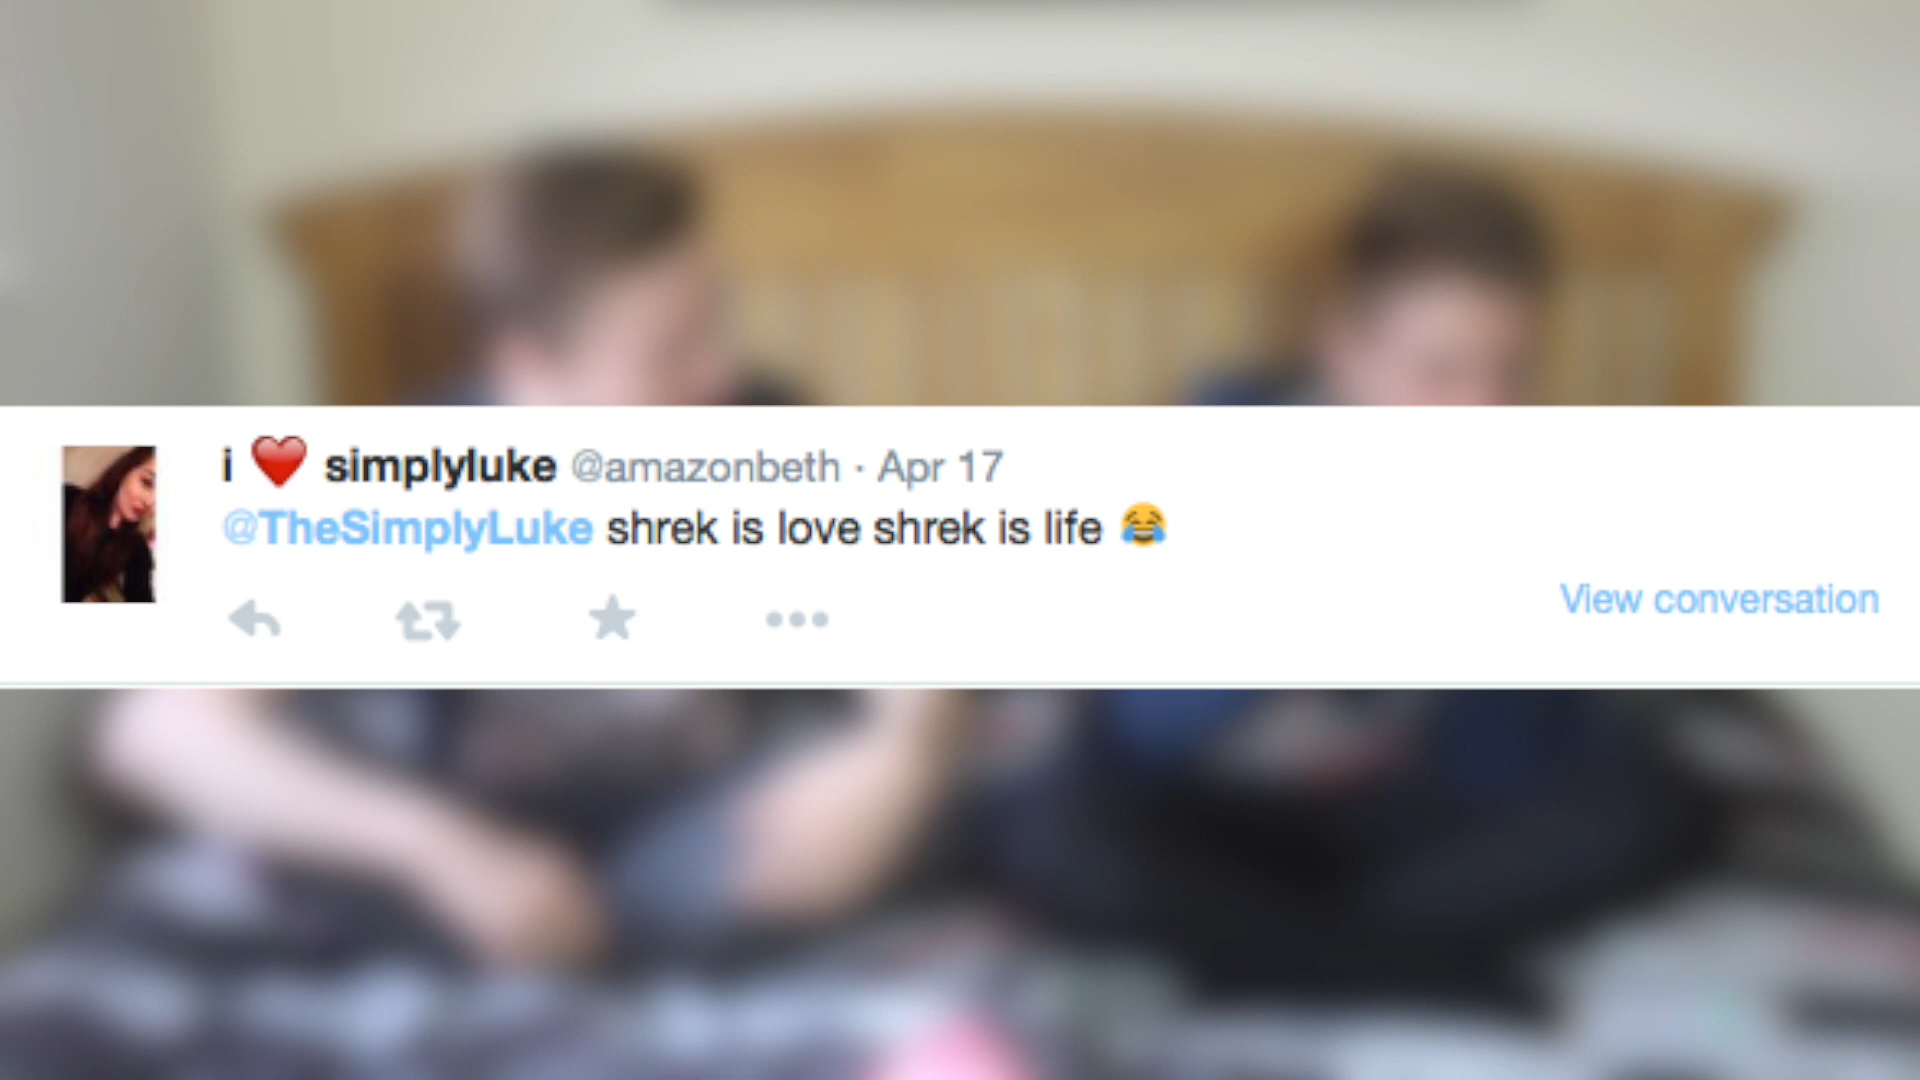 i ❤️ simplyluke @amazonbeth · Apr 17
@TheSimplyLuke shrek is love shrek is life 😂
View conversation